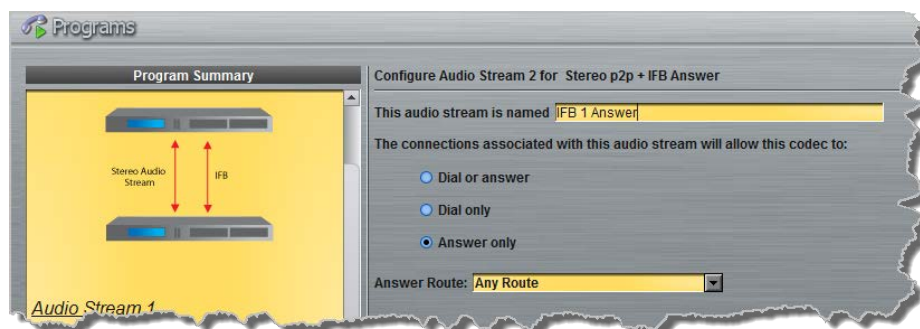 Programs
Program Summary
Stereo Audio
Stream
IFB
Audio Stream 1
Configure Audio Stream 2 for Stereo p2p + IFB Answer
This audio stream is named IFB 1 Answer
The connections associated with this audio stream will allow this codec to:
Dial or answer
Dial only
Answer only
Answer Route: Any Route